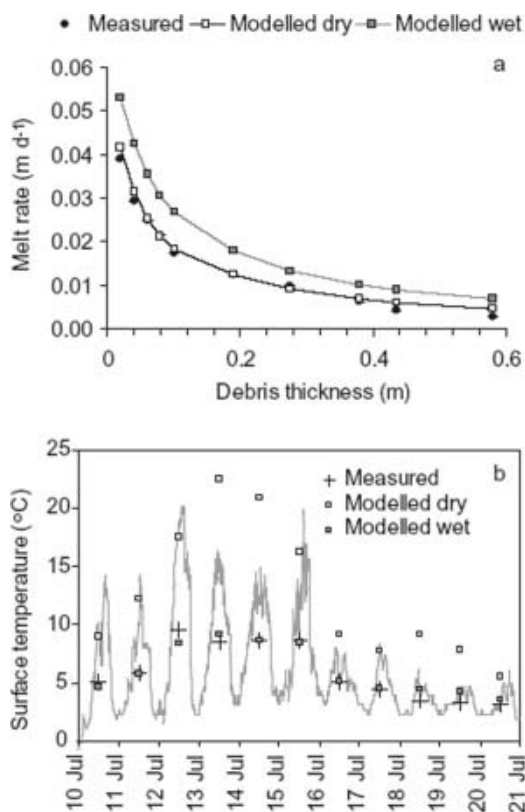 Measured Modelled dry Modelled wet
a
0.06
0.05
0.04
0.03
0.02
0.01
0.00
Melt rate (m d-1)
0 0.2 0.4 0.6
Debris thickness (m)
b
25
20
15
10
5
0
Surface temperature (°C)
Measured
Modelled dry
Modelled wet
10 Jul
11 Jul
12 Jul
13 Jul
14 Jul
15 Jul
16 Jul
17 Jul
18 Jul
19 Jul
20 Jul
21 Jul